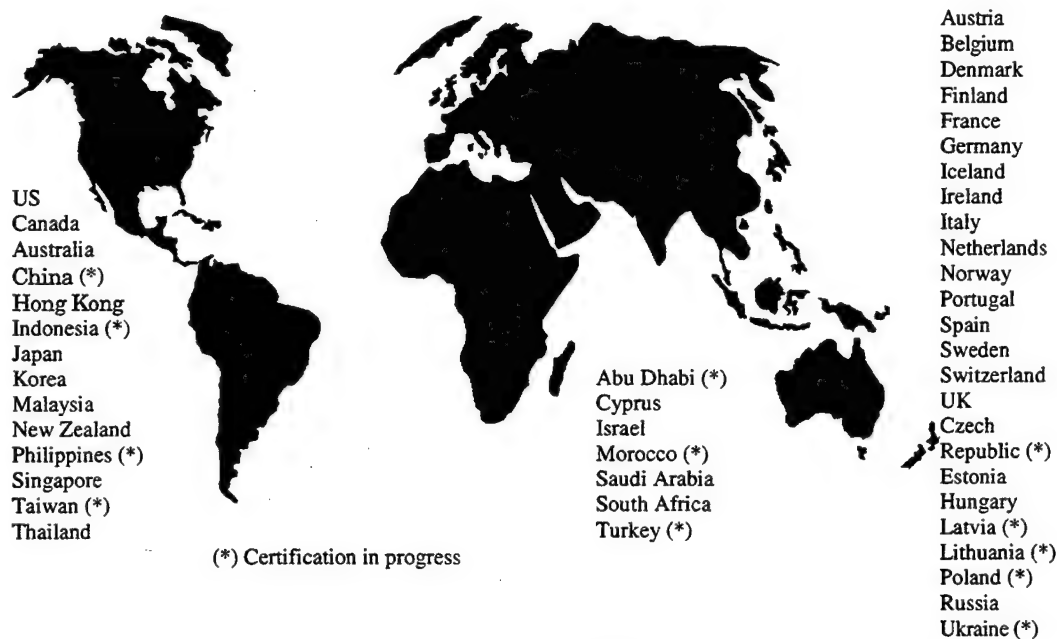 US
Canada
Australia
China (*)
Hong Kong
Indonesia (*)
Japan
Korea
Malaysia
New Zealand
Philippines (*)
Singapore
Taiwan (*)
Thailand
(*) Certification in progress
Abu Dhabi (*)
Cyprus
Israel
Morocco (*)
Saudi Arabia
South Africa
Turkey (*)
Austria
Belgium
Denmark
Finland
France
Germany
Iceland
Ireland
Italy
Netherlands
Norway
Portugal
Spain
Sweden
Switzerland
UK
Czech
Republic (*)
Estonia
Hungary
Latvia (*)
Lithuania (*)
Poland (*)
Russia
Ukraine (*)